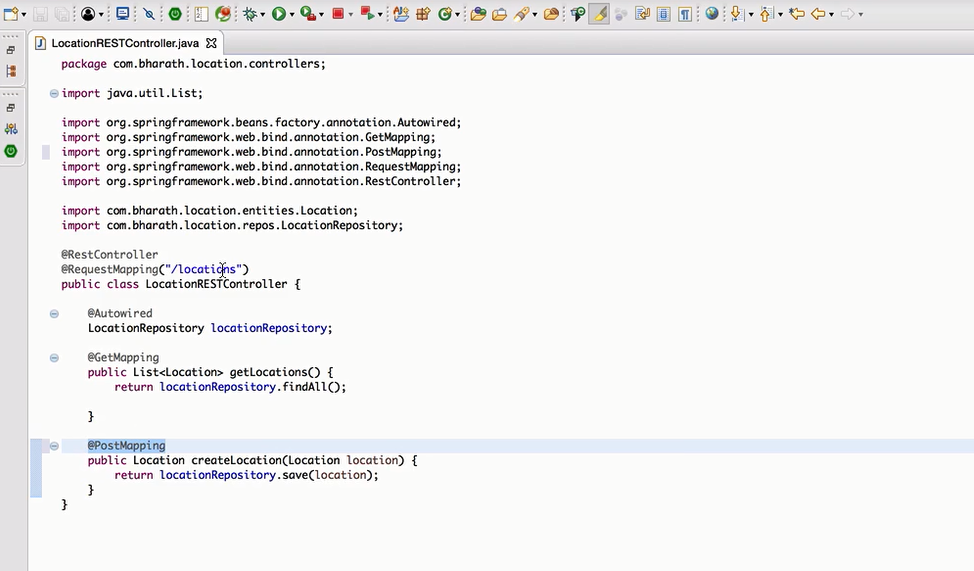 LocationRESTController.java
package com.bharath.location.controllers;
import java.util.List;
import org.springframework.beans.factory.annotation.Autowired;
import org.springframework.web.bind.annotation.GetMapping;
import org.springframework.web.bind.annotation.PostMapping;
import org.springframework.web.bind.annotation.RequestMapping;
import org.springframework.web.bind.annotation.RestController;
import com.bharath.location.entities.Location;
import com.bharath.location.repos.LocationRepository;
@RestController
@RequestMapping("/locations")
public class LocationRESTController {
@Autowired
LocationRepository locationRepository;
@GetMapping
public List<Location> getLocations() {
return locationRepository.findAll();
}
@PostMapping
public Location createLocation(Location location) {
return locationRepository.save(location);
}
}